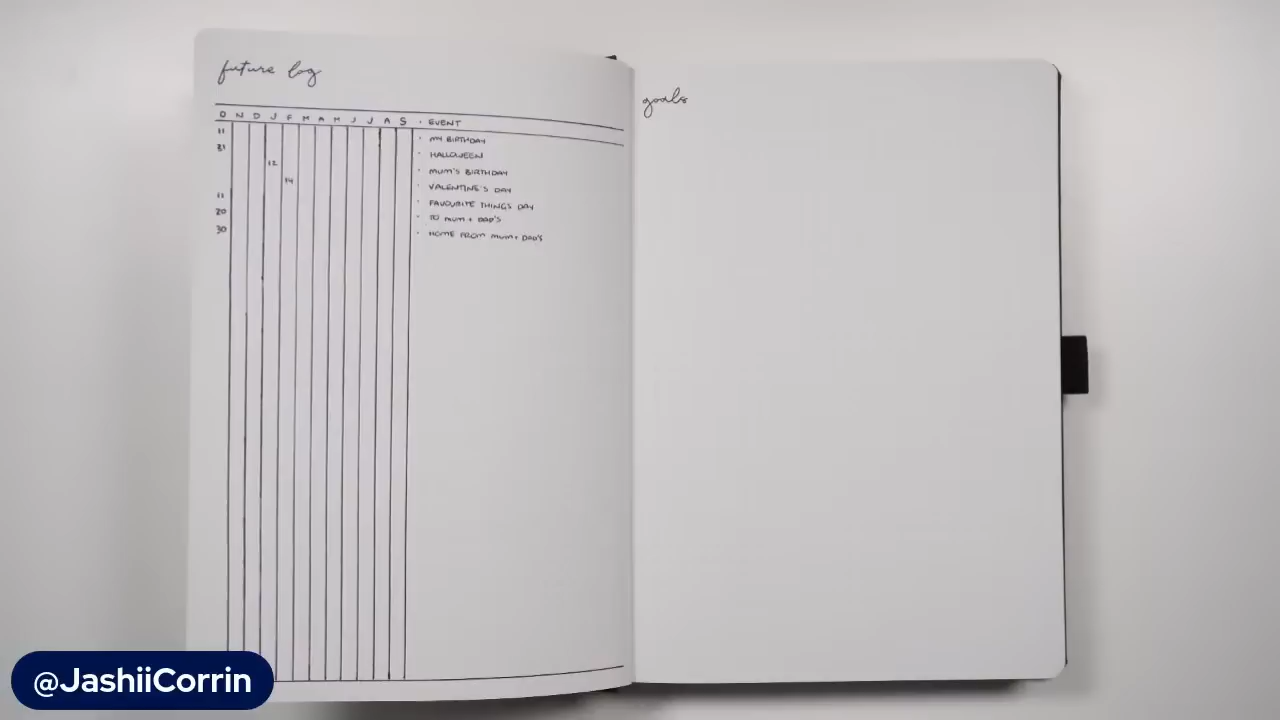 future log
O N D J F M A M J J A S · EVENT
11 · MY BIRTHDAY
31 · HALLOWEEN
12 · MUM'S BIRTHDAY
14 · VALENTINE'S DAY
11 · FAVOURITE THINGS DAY
20 · TO MUM + DAD'S
30 · HOME FROM MUM + DAD'S
goals
@JashiiCorrin